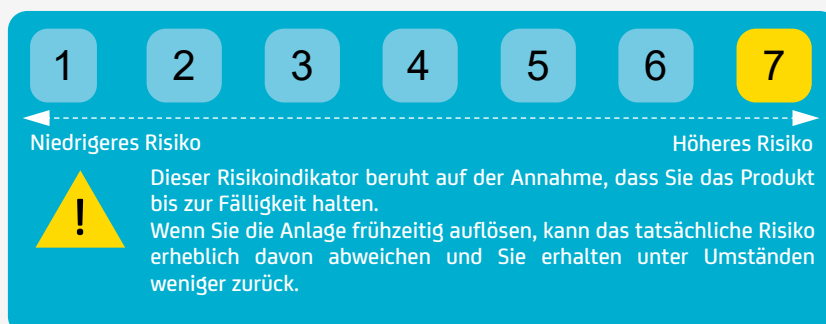 1 2 3 4 5 6 7
Niedrigeres Risiko Höheres Risiko
!
Dieser Risikoindikator beruht auf der Annahme, dass Sie das Produkt
bis zur Fälligkeit halten.
Wenn Sie die Anlage frühzeitig auflösen, kann das tatsächliche Risiko
erheblich davon abweichen und Sie erhalten unter Umständen
weniger zurück.